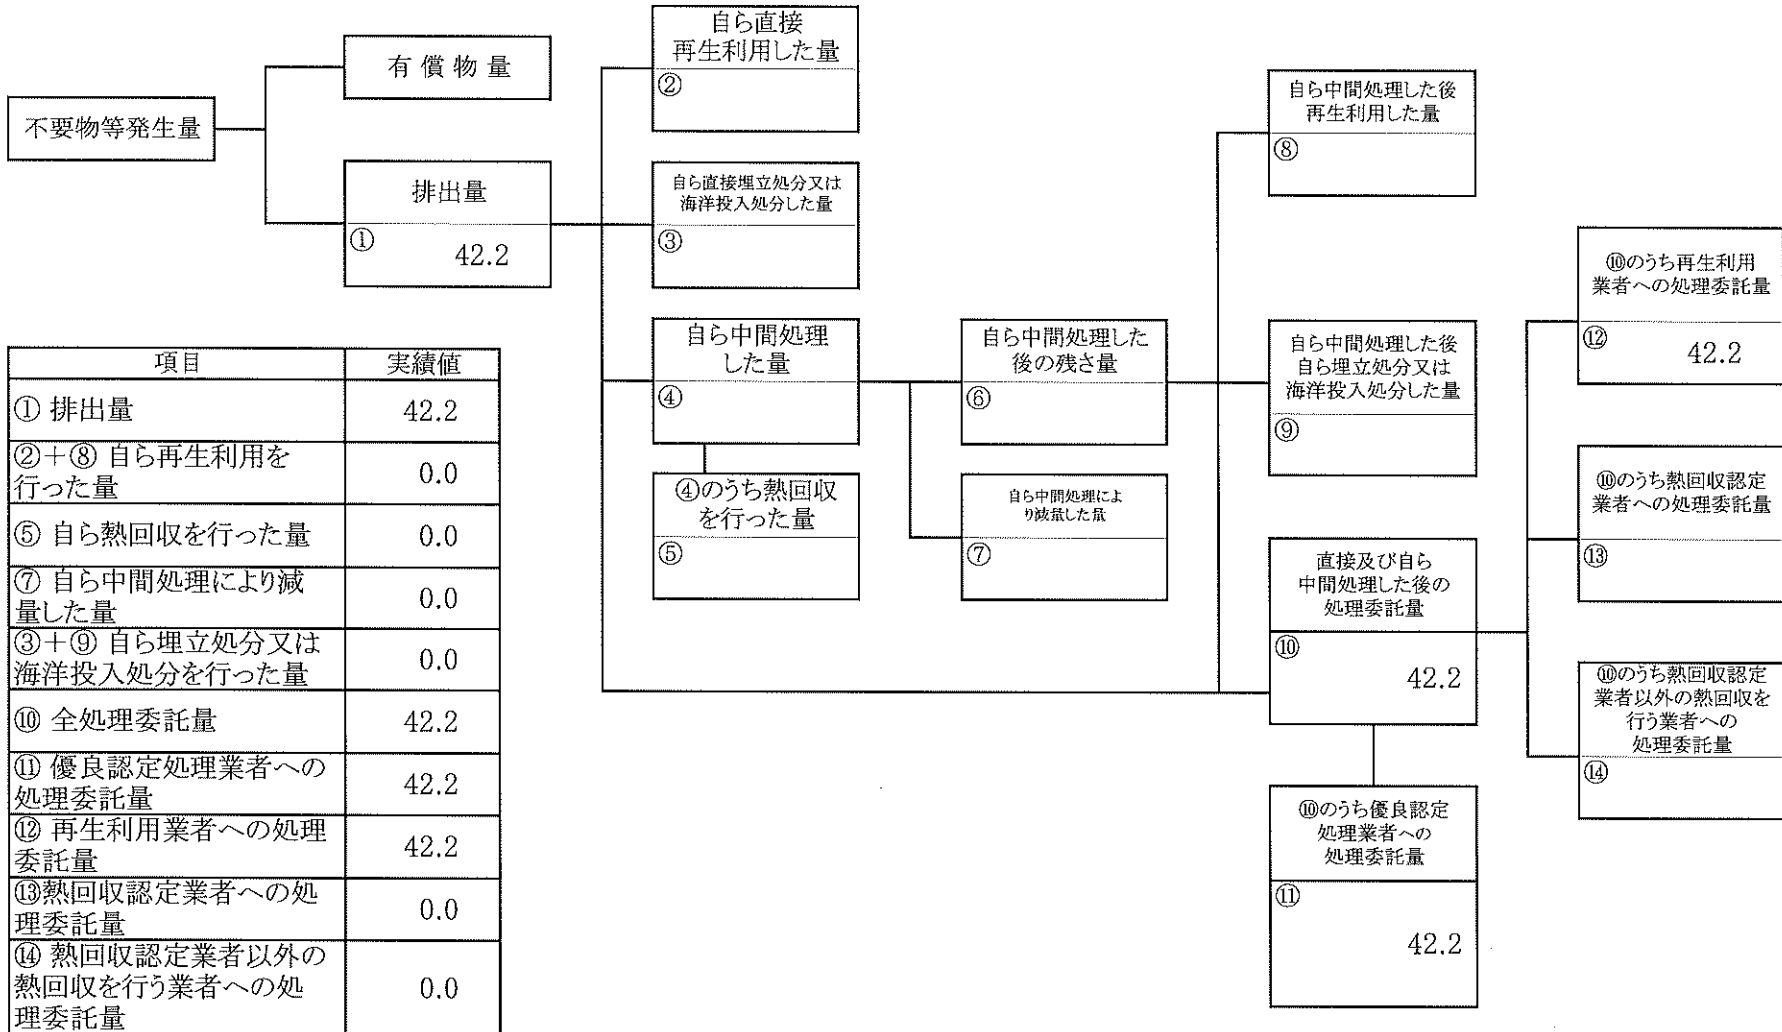 不要物等発生量
有償物量
排出量
①
42.2
自ら直接
再生利用した量
②
自ら直接埋立処分又は
海洋投入処分した量
③
自ら中間処理
した量
④
④のうち熱回収
を行った量
⑤
自ら中間処理した
後の残さ量
⑥
自ら中間処理によ
り減量した量
⑦
自ら中間処理した後
再生利用した量
⑧
自ら中間処理した後
自ら埋立処分又は
海洋投入処分した量
⑨
直接及び自ら
中間処理した後の
処理委託量
⑩
42.2
⑩のうち優良認定
処理業者への
処理委託量
⑪
42.2
⑩のうち再生利用
業者への処理委託量
⑫
42.2
⑩のうち熱回収認定
業者への処理委託量
⑬
⑩のうち熱回収認定
業者以外の熱回収を
行う業者への
処理委託量
⑭
項目 実績値
① 排出量 42.2
②+⑧ 自ら再生利用を
行った量 0.0
⑤ 自ら熱回収を行った量 0.0
⑦ 自ら中間処理により減
量した量 0.0
③+⑨ 自ら埋立処分又は
海洋投入処分を行った量 0.0
⑩ 全処理委託量 42.2
⑪ 優良認定処理業者への
処理委託量 42.2
⑫ 再生利用業者への処理
委託量 42.2
⑬熱回収認定業者への処
理委託量 0.0
⑭ 熱回収認定業者以外の
熱回収を行う業者への処
理委託量 0.0